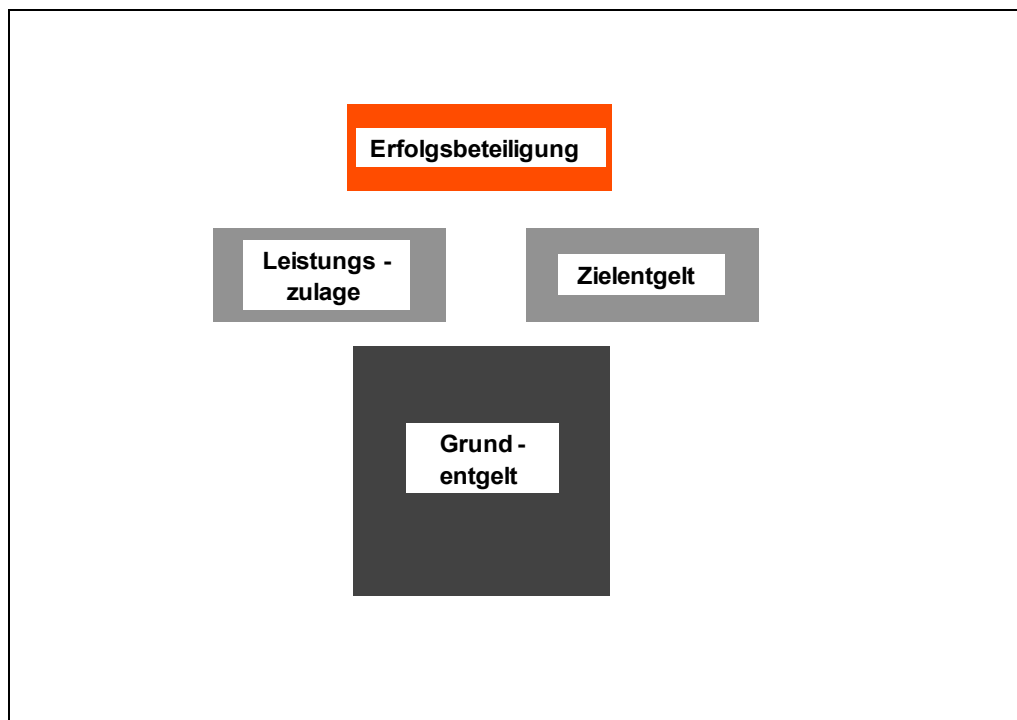 Erfolgsbeteiligung
Leistungs -
zulage
Zielentgelt
Grund -
entgelt